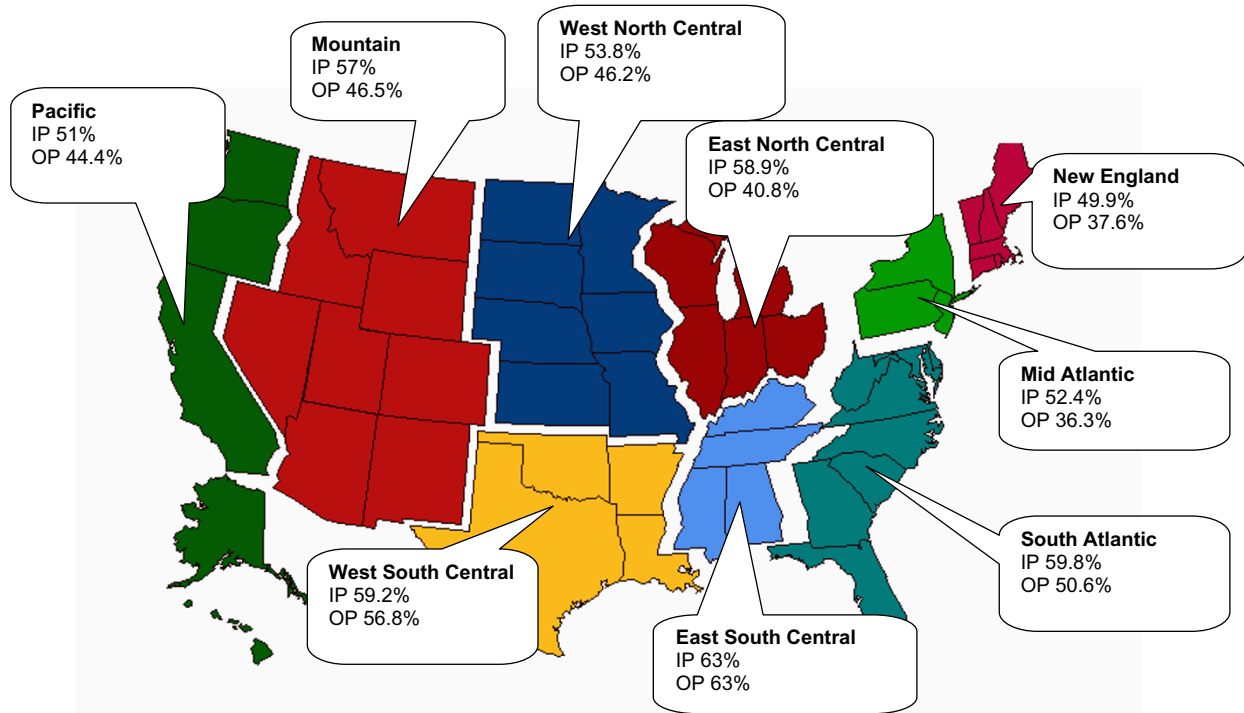 Mountain
IP 57%
OP 46.5%
West North Central
IP 53.8%
OP 46.2%
Pacific
IP 51%
OP 44.4%
East North Central
IP 58.9%
OP 40.8%
New England
IP 49.9%
OP 37.6%
Mid Atlantic
IP 52.4%
OP 36.3%
South Atlantic
IP 59.8%
OP 50.6%
West South Central
IP 59.2%
OP 56.8%
East South Central
IP 63%
OP 63%